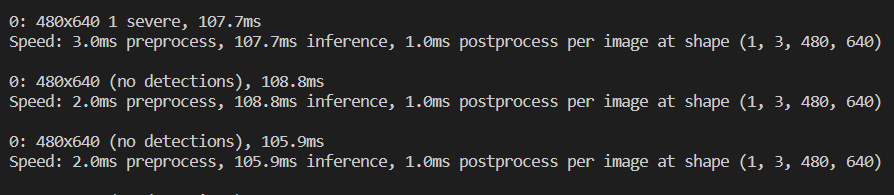 0: 480x640 1 severe, 107.7ms
Speed: 3.0ms preprocess, 107.7ms inference, 1.0ms postprocess per image at shape (1, 3, 480, 640)
0: 480x640 (no detections), 108.8ms
Speed: 2.0ms preprocess, 108.8ms inference, 1.0ms postprocess per image at shape (1, 3, 480, 640)
0: 480x640 (no detections), 105.9ms
Speed: 2.0ms preprocess, 105.9ms inference, 1.0ms postprocess per image at shape (1, 3, 480, 640)